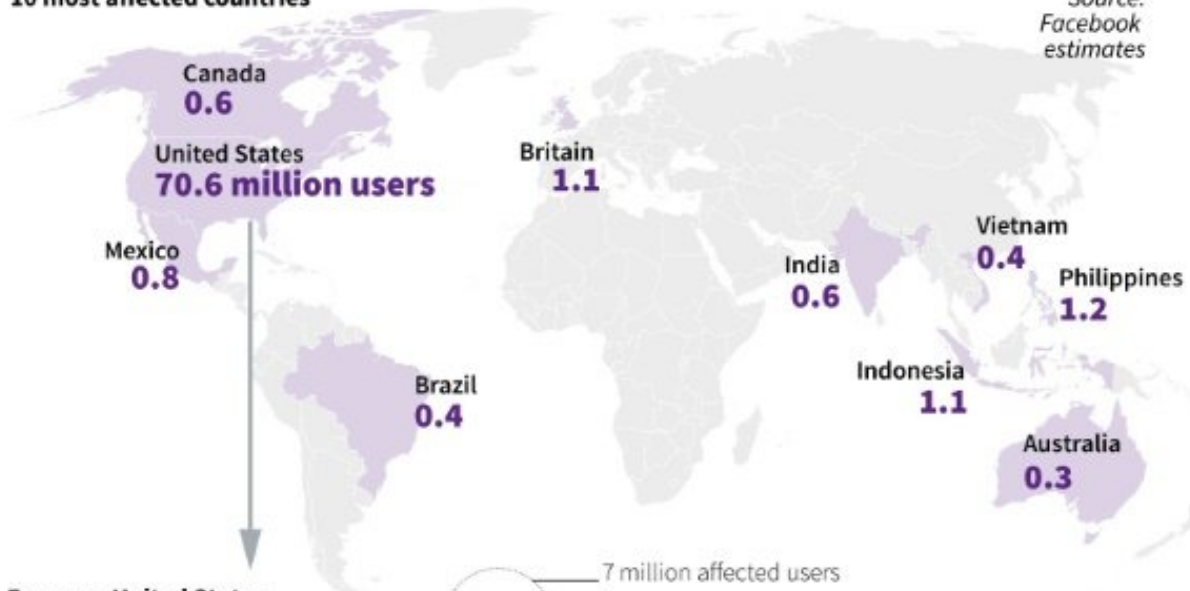 10 most affected countries
Source:
Facebook
estimates
Canada
0.6
United States
70.6 million users
Mexico
0.8
Britain
1.1
Brazil
0.4
India
0.6
Vietnam
0.4
Philippines
1.2
Indonesia
1.1
Australia
0.3
7 million affected users
United States